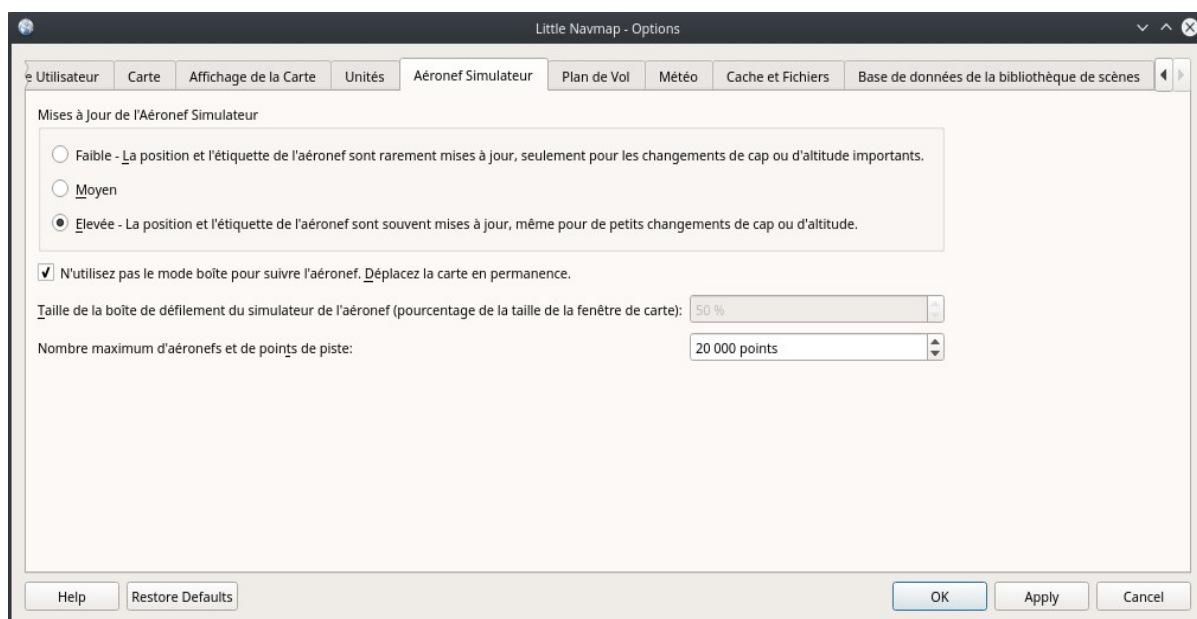 Little Navmap - Options
e Utilisateur Carte Affichage de la Carte Unités Aéronef Simulateur Plan de Vol Météo Cache et Fichiers Base de données de la bibliothèque de scènes
Mises à Jour de l'Aéronef Simulateur
Faible - La position et l'étiquette de l'aéronef sont rarement mises à jour, seulement pour les changements de cap ou d'altitude importants.
Moyen
Elevée - La position et l'étiquette de l'aéronef sont souvent mises à jour, même pour de petits changements de cap ou d'altitude.
N'utilisez pas le mode boîte pour suivre l'aéronef. Déplacez la carte en permanence.
Taille de la boîte de défilement du simulateur de l'aéronef (pourcentage de la taille de la fenêtre de carte): 50 %
Nombre maximum d'aéronefs et de points de piste: 20 000 points
Help Restore Defaults OK Apply Cancel